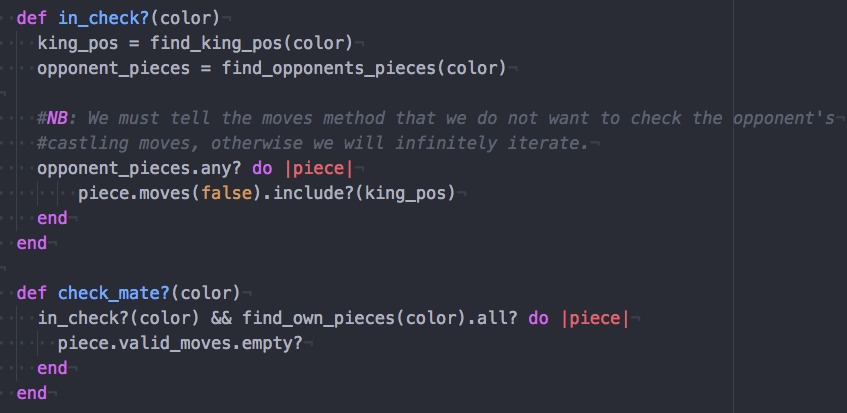 def in_check?(color)
king_pos = find_king_pos(color)
opponent_pieces = find_opponents_pieces(color)
#NB: We must tell the moves method that we do not want to check the opponent's
#castling moves, otherwise we will infinitely iterate.
opponent_pieces.any? do |piece|
piece.moves(false).include?(king_pos)
end
end
def check_mate?(color)
in_check?(color) && find_own_pieces(color).all? do |piece|
piece.valid_moves.empty?
end
end